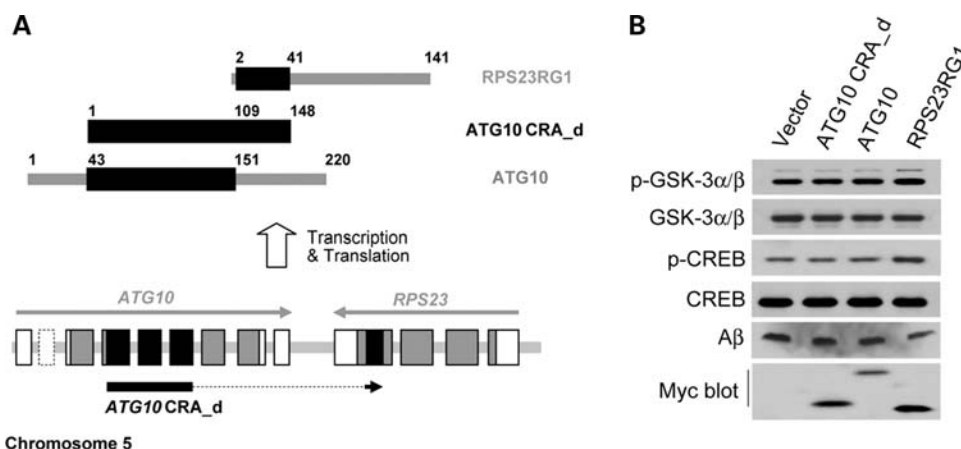 A
2 41 141
RPS23RG1
1 109 148
ATG10 CRA_d
1 43 151 220
ATG10
Transcription
& Translation
ATG10
RPS23
ATG10 CRA_d
Chromosome 5
B
Vector
ATG10 CRA_d
ATG10
RPS23RG1
p-GSK-3α/β
GSK-3α/β
p-CREB
CREB
Aβ
Myc blot